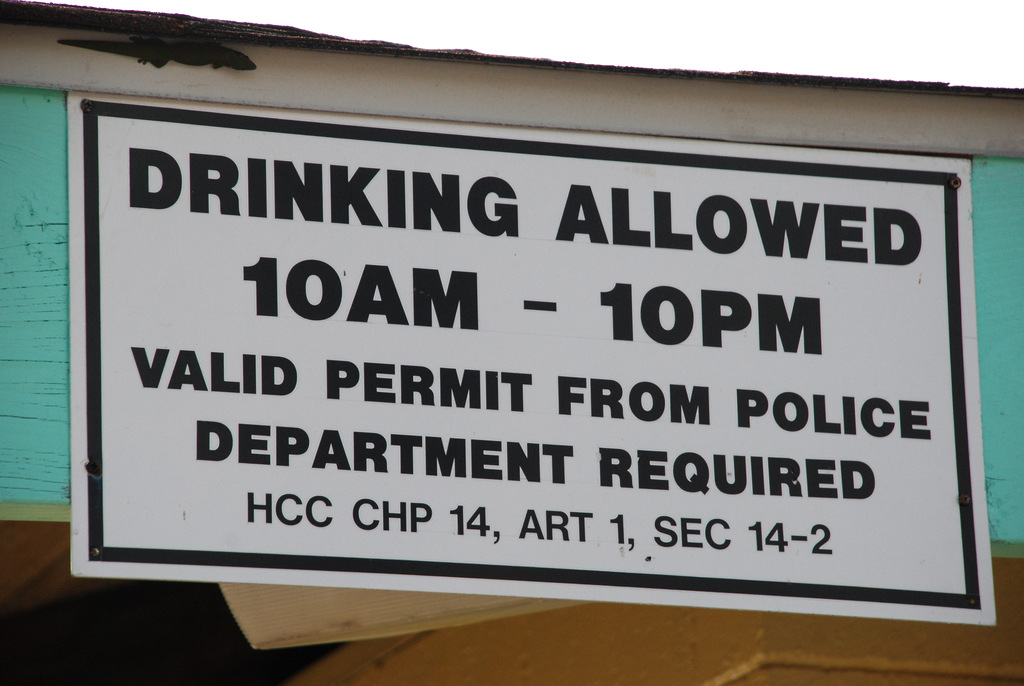 DRINKING ALLOWED
10AM - 10PM
VALID PERMIT FROM POLICE
DEPARTMENT REQUIRED
HCC CHP 14, ART 1, SEC 14-2